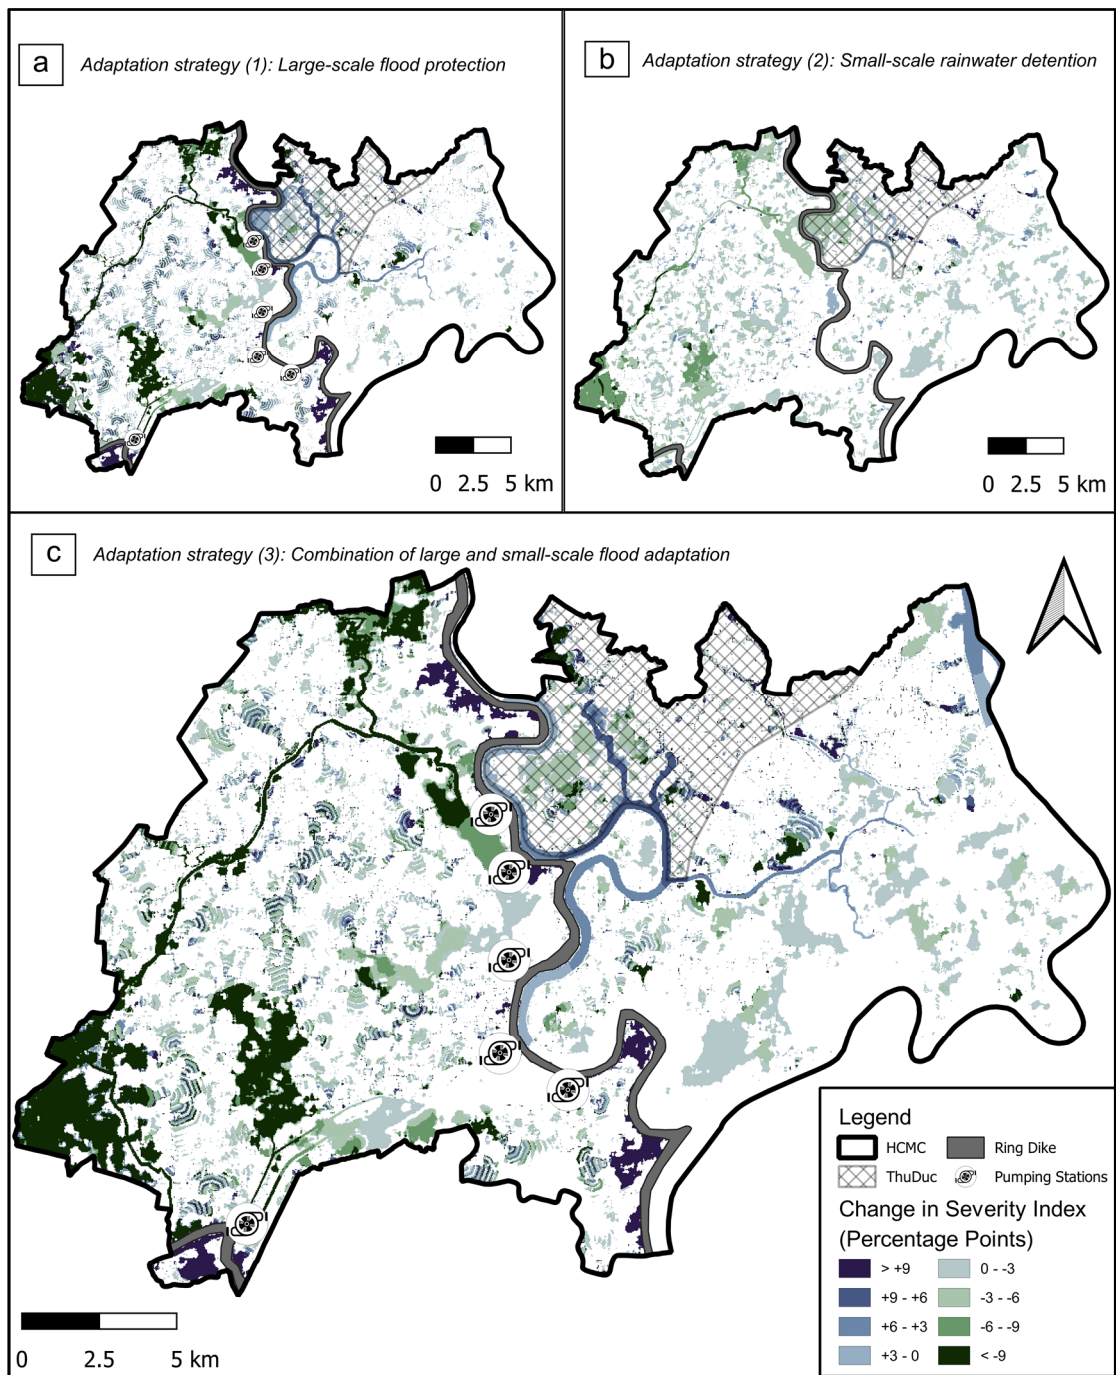 a
Adaptation strategy (1): Large-scale flood protection
0 2.5 5 km
b
Adaptation strategy (2): Small-scale rainwater detention
0 2.5 5 km
c
Adaptation strategy (3): Combination of large and small-scale flood adaptation
0 2.5 5 km
Legend
HCMC Ring Dike
ThuDuc Pumping Stations
Change in Severity Index
(Percentage Points)
> +9 0 - -3
+9 - +6 -3 - -6
+6 - +3 -6 - -9
+3 - 0 < -9